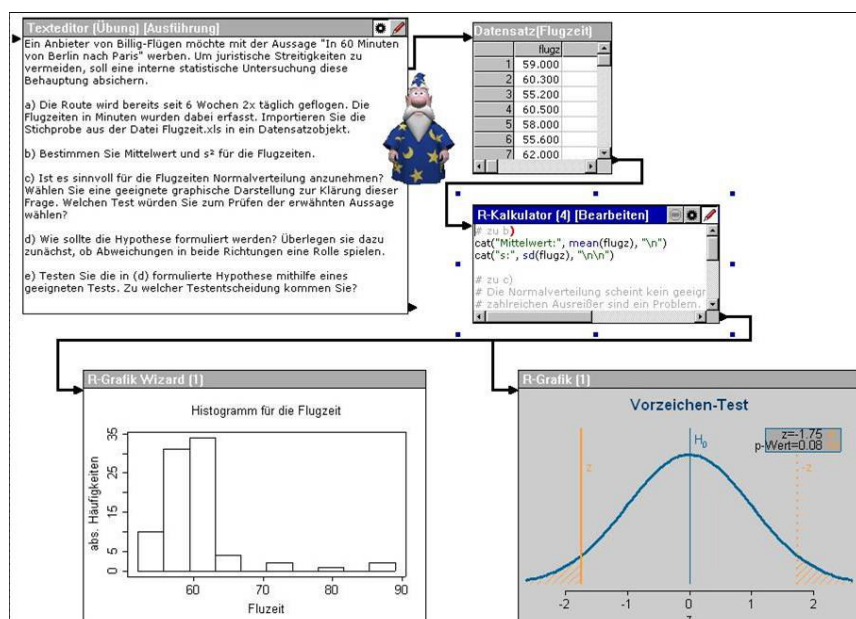 Texteditor [Übung] [Ausführung]
Ein Anbieter von Billig-Flügen möchte mit der Aussage "In 60 Minuten
von Berlin nach Paris" werben. Um juristische Streitigkeiten zu
vermeiden, soll eine interne statistische Untersuchung diese
Behauptung absichern.
a) Die Route wird bereits seit 6 Wochen 2x täglich geflogen. Die
Flugzeiten in Minuten wurden dabei erfasst. Importieren Sie die
Stichprobe aus der Datei Flugzeit.xls in ein Datensatzobjekt.
b) Bestimmen Sie Mittelwert und s² für die Flugzeiten.
c) Ist es sinnvoll für die Flugzeiten Normalverteilung anzunehmen?
Wählen Sie eine geeignete graphische Darstellung zur Klärung dieser
Frage. Welchen Test würden Sie zum Prüfen der erwähnten Aussage
wählen?
d) Wie sollte die Hypothese formuliert werden? Überlegen sie dazu
zunächst, ob Abweichungen in beide Richtungen eine Rolle spielen.
e) Testen Sie die in (d) formulierte Hypothese mithilfe eines
geeigneten Tests. Zu welcher Testentscheidung kommen Sie?
Datensatz[Flugzeit]
flugz
1 59.000
2 60.300
3 55.200
4 60.500
5 58.000
6 55.600
7 62.000
R-Kalkulator [4] [Bearbeiten]
# zu b)
cat("Mittelwert:", mean(flugz), "\n")
cat("s:", sd(flugz), "\n\n")
# zu c)
# Die Normalverteilung scheint kein geeigr
# zahlreichen Ausreißer sind ein Problem.
R-Grafik Wizard [1]
Histogramm für die Flugzeit
abs. Häufigkeiten
35
25
15
5
0
60 70 80 90
Fluzeit
R-Grafik [1]
Vorzeichen-Test
H0
z=-1.75
p-Wert=0.08
z
-z
-2 -1 0 1 2
z